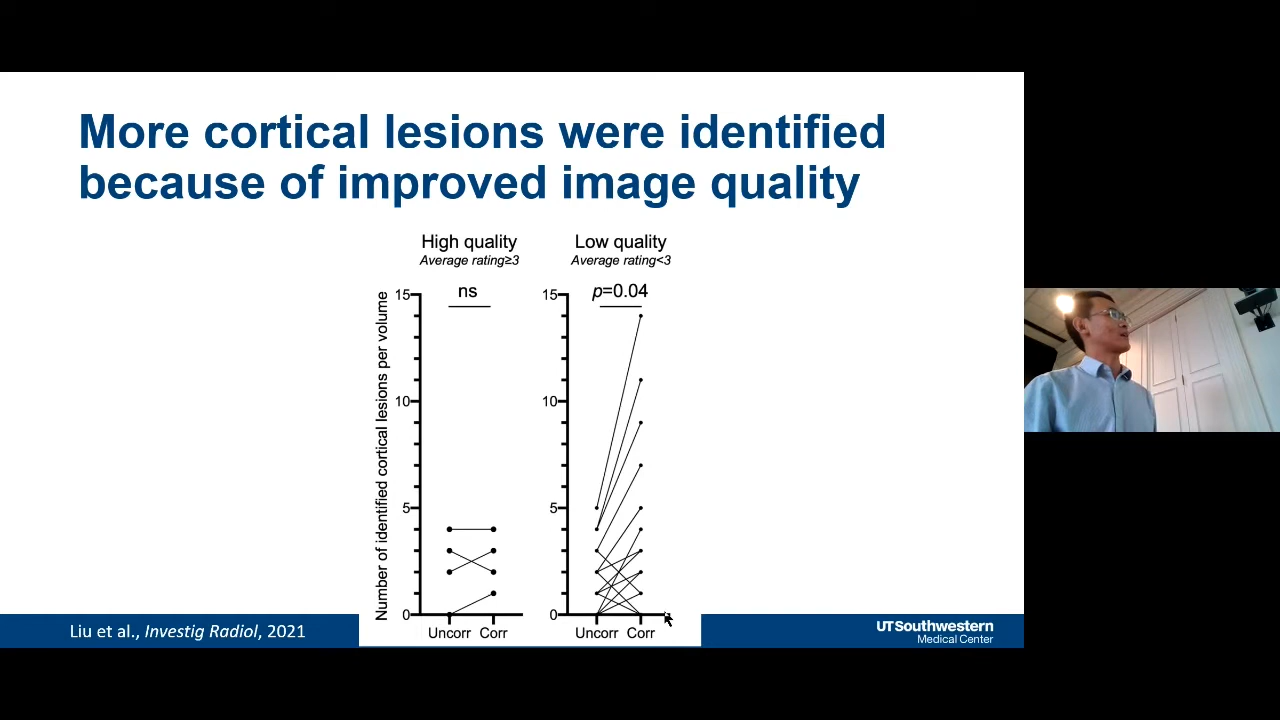 More cortical lesions were identified
because of improved image quality
High quality
Average rating≥3
Low quality
Average rating<3
ns
p=0.04
Number of identified cortical lesions per volume
15
10
5
0
15
10
5
0
Uncorr Corr
Uncorr Corr
Liu et al., Investig Radiol, 2021
UTSouthwestern
Medical Center